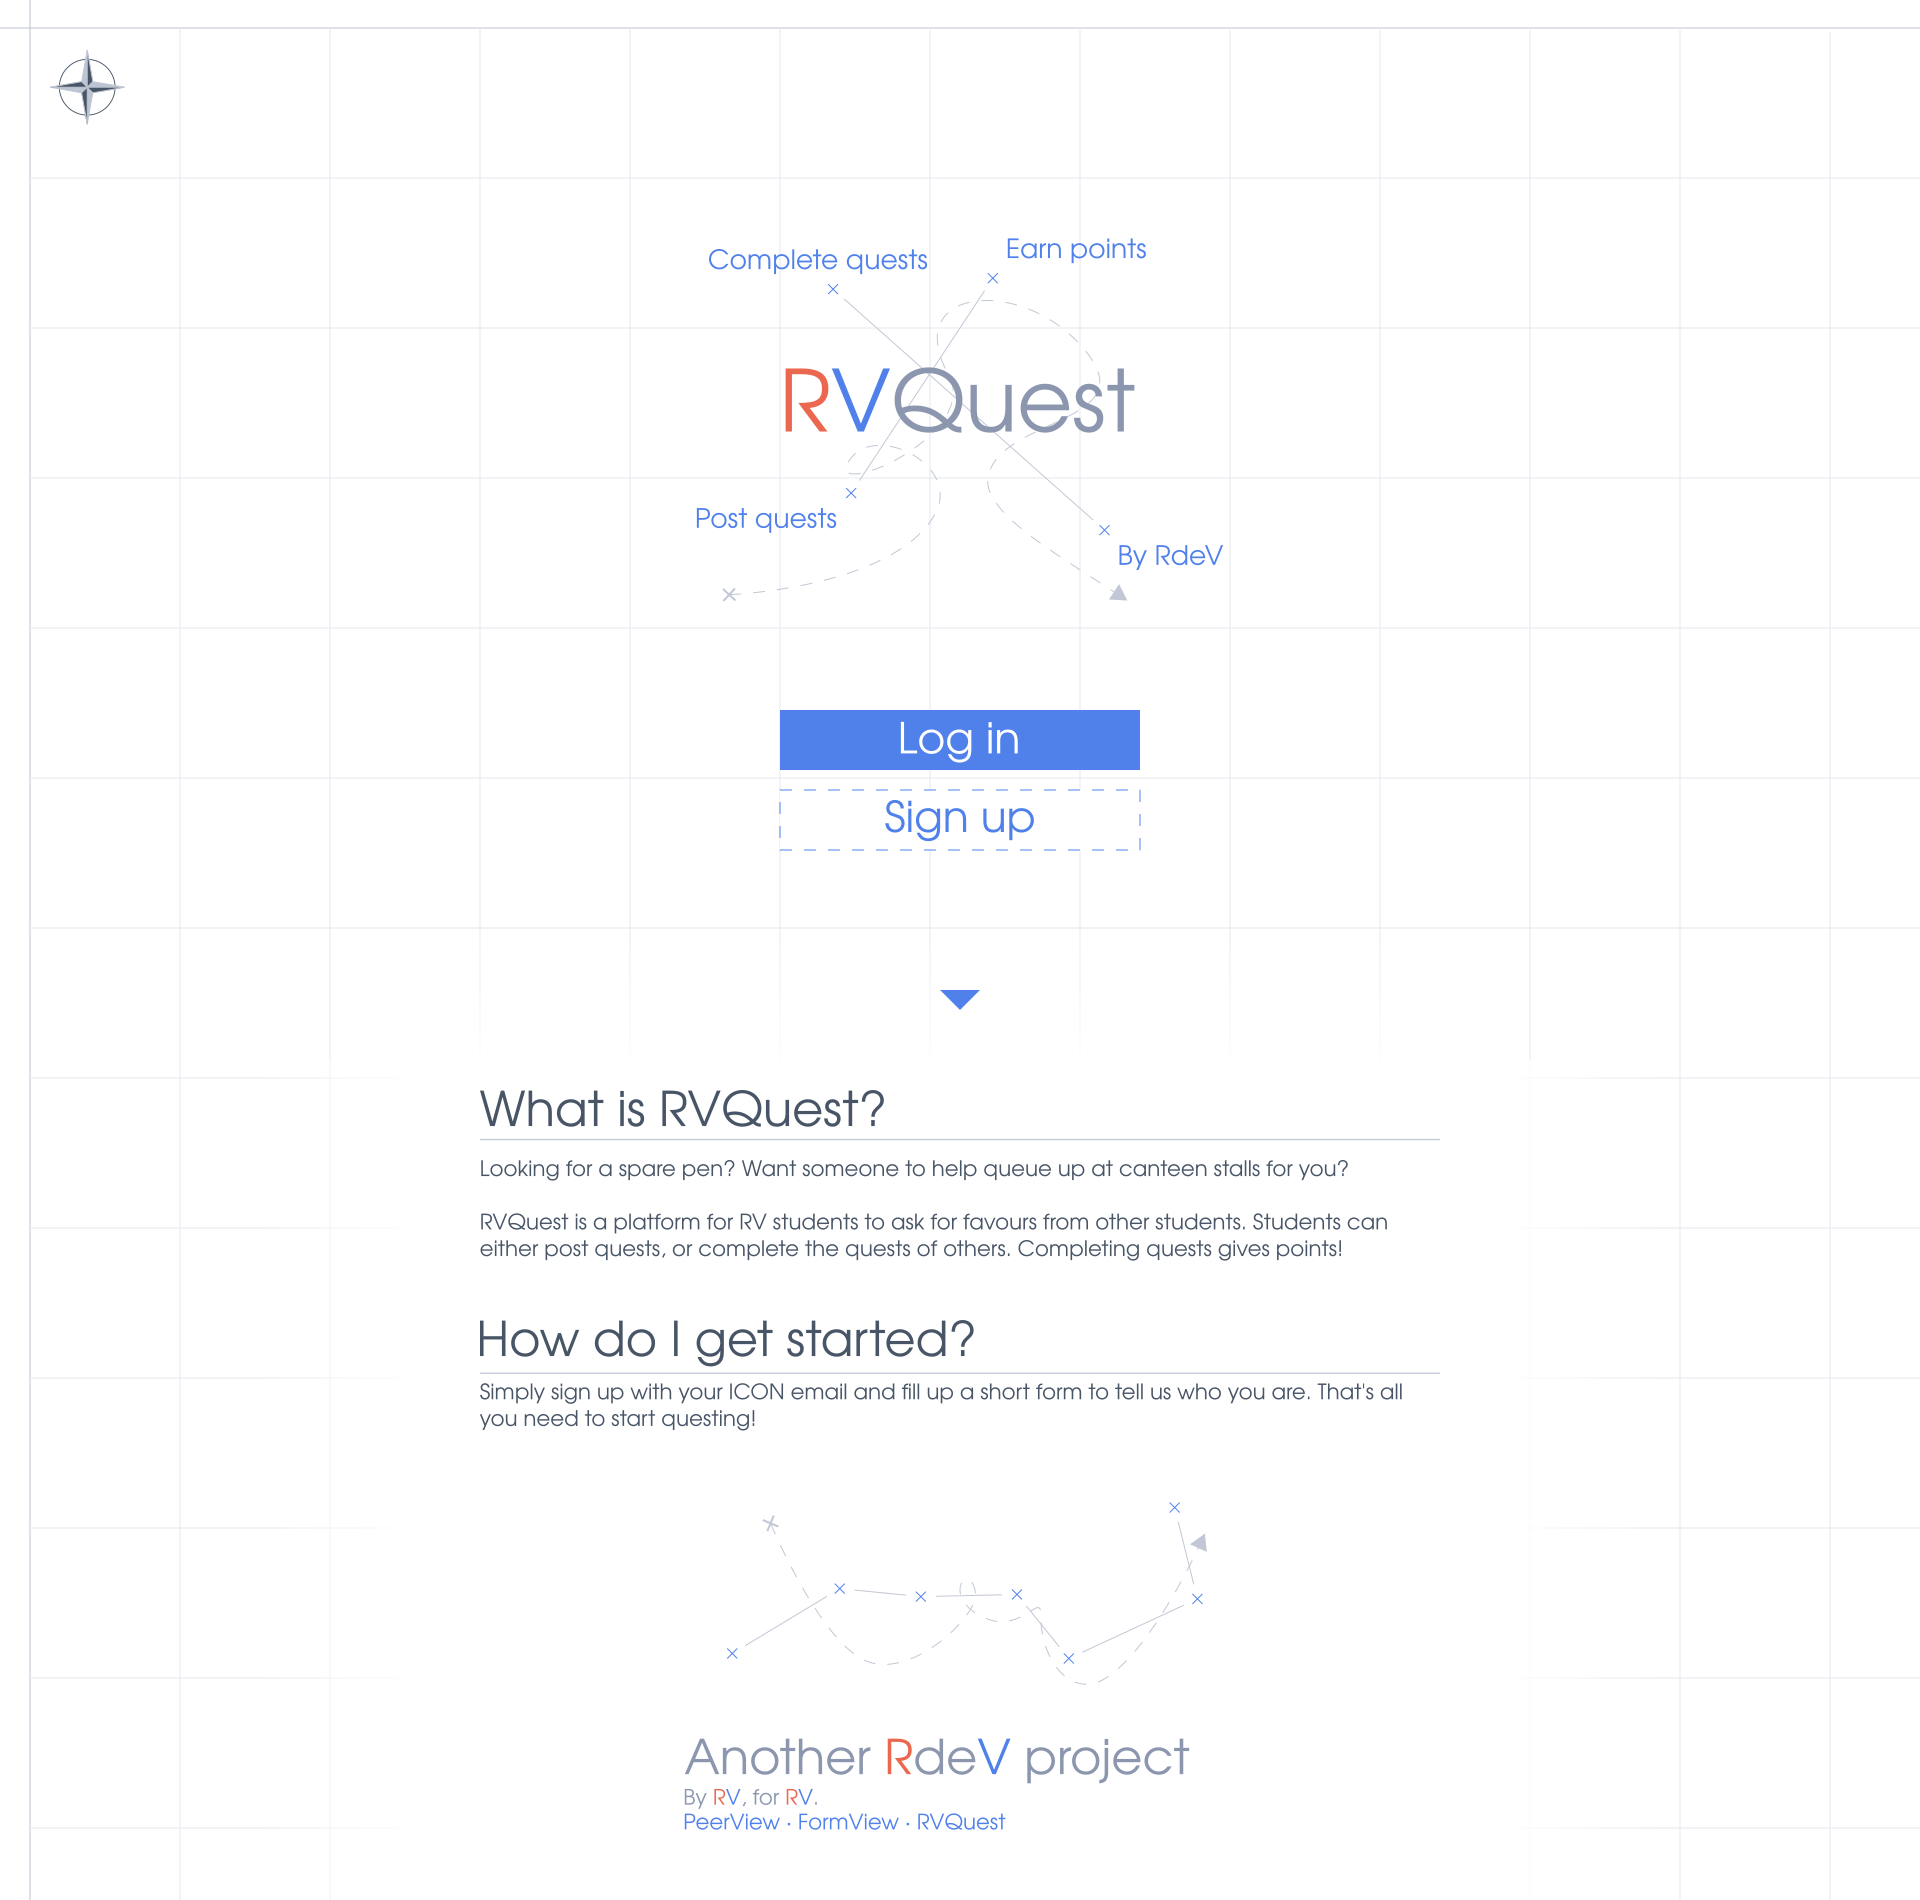 Complete quests
Earn points
RVQuest
Post quests
By RdeV
Log in
Sign up
What is RVQuest?
Looking for a spare pen? Want someone to help queue up at canteen stalls for you?
RVQuest is a platform for RV students to ask for favours from other students. Students can
either post quests, or complete the quests of others. Completing quests gives points!
How do I get started?
Simply sign up with your ICON email and fill up a short form to tell us who you are. That's all
you need to start questing!
Another RdeV project
By RV, for RV.
PeerView · FormView · RVQuest